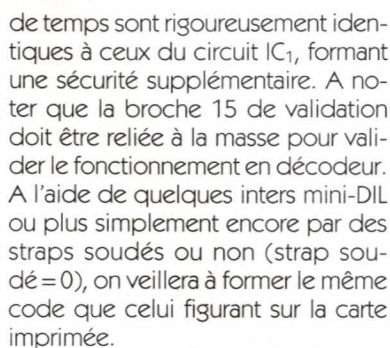 de temps sont rigoureusement iden-
tiques à ceux du circuit IC₁, formant
une sécurité supplémentaire. A no-
ter que la broche 15 de validation
doit être reliée à la masse pour vali-
der le fonctionnement en décodeur.
A l'aide de quelques inters mini-DIL
ou plus simplement encore par des
straps soudés ou non (strap sou-
dé = 0), on veillera à former le même
code que celui figurant sur la carte
imprimée.